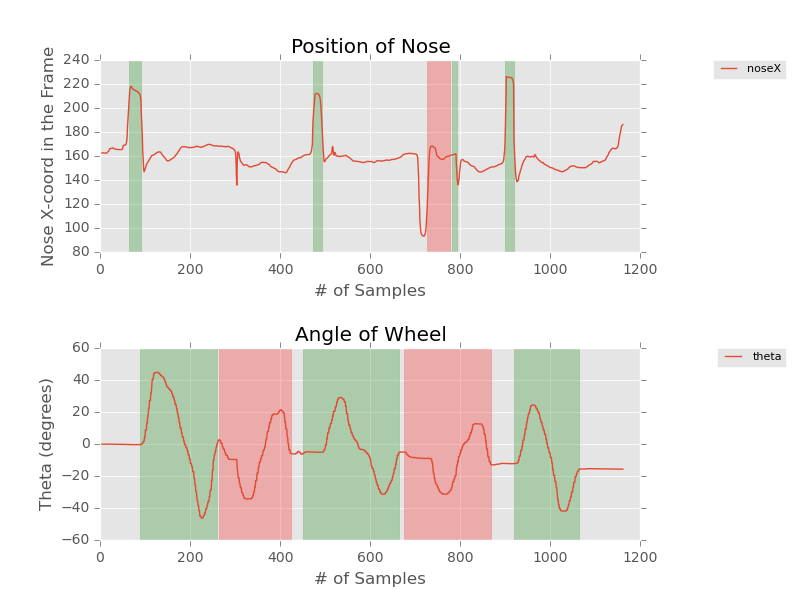 Position of Nose
240
220
200
180
160
140
120
100
80
Nose X-coord in the Frame
0 200 400 600 800 1000 1200
# of Samples
noseX
Angle of Wheel
60
40
20
0
−20
−40
−60
Theta (degrees)
0 200 400 600 800 1000 1200
# of Samples
theta